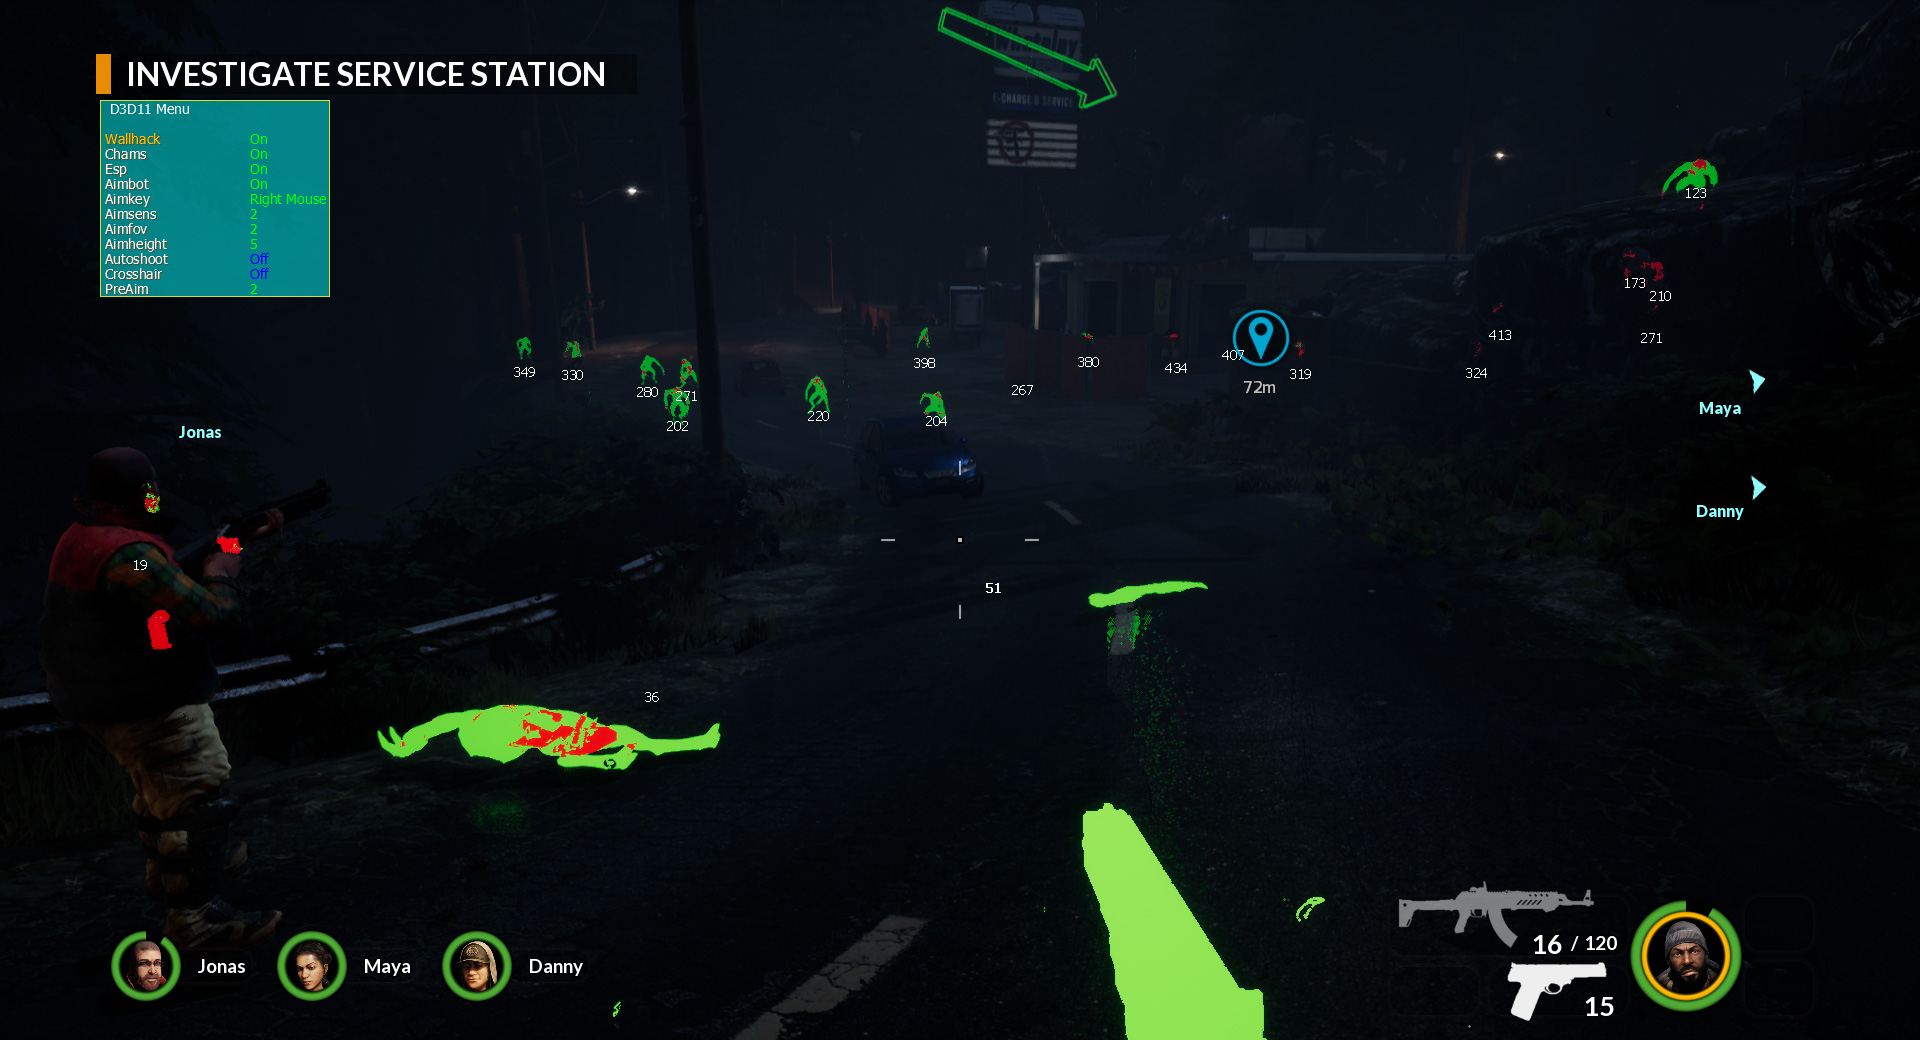 INVESTIGATE SERVICE STATION
D3D11 Menu
Wallhack On
Chams On
Esp On
Aimbot On
Aimkey Right Mouse
Aimsens 2
Aimfov 2
Aimheight 5
Autoshoot Off
Crosshair Off
PreAim 2
E-CHARGE & SERVICE
123
173
210
271
413
324
349
330
280
271
202
220
398
204
267
380
434
407
319
72m
Maya
Jonas
Danny
19
51
36
16 / 120
15
Jonas
Maya
Danny